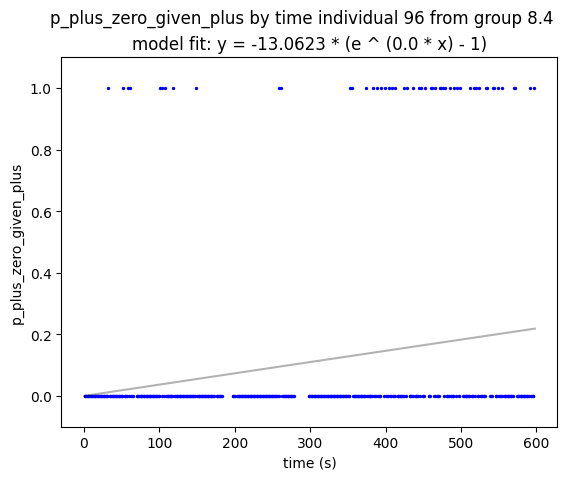 p_plus_zero_given_plus by time individual 96 from group 8.4
model fit: y = -13.0623 * (e ^ (0.0 * x) - 1)
1.0
0.8
0.6
0.4
0.2
0.0
p_plus_zero_given_plus
0 100 200 300 400 500 600
time (s)